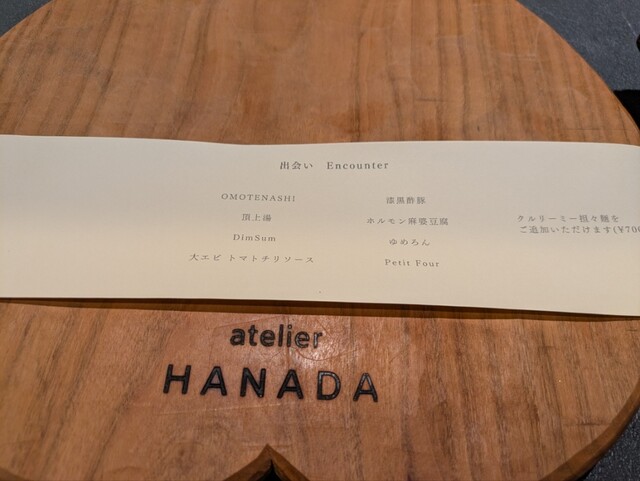 出会い Encounter
OMOTENASHI
頂上湯
DimSum
大エビ トマトチリソース
漆黒酢豚
ホルモン麻婆豆腐
ゆめろん
Petit Four
クルリーミー担々麺を
ご追加いただけます(¥700
atelier
HANADA